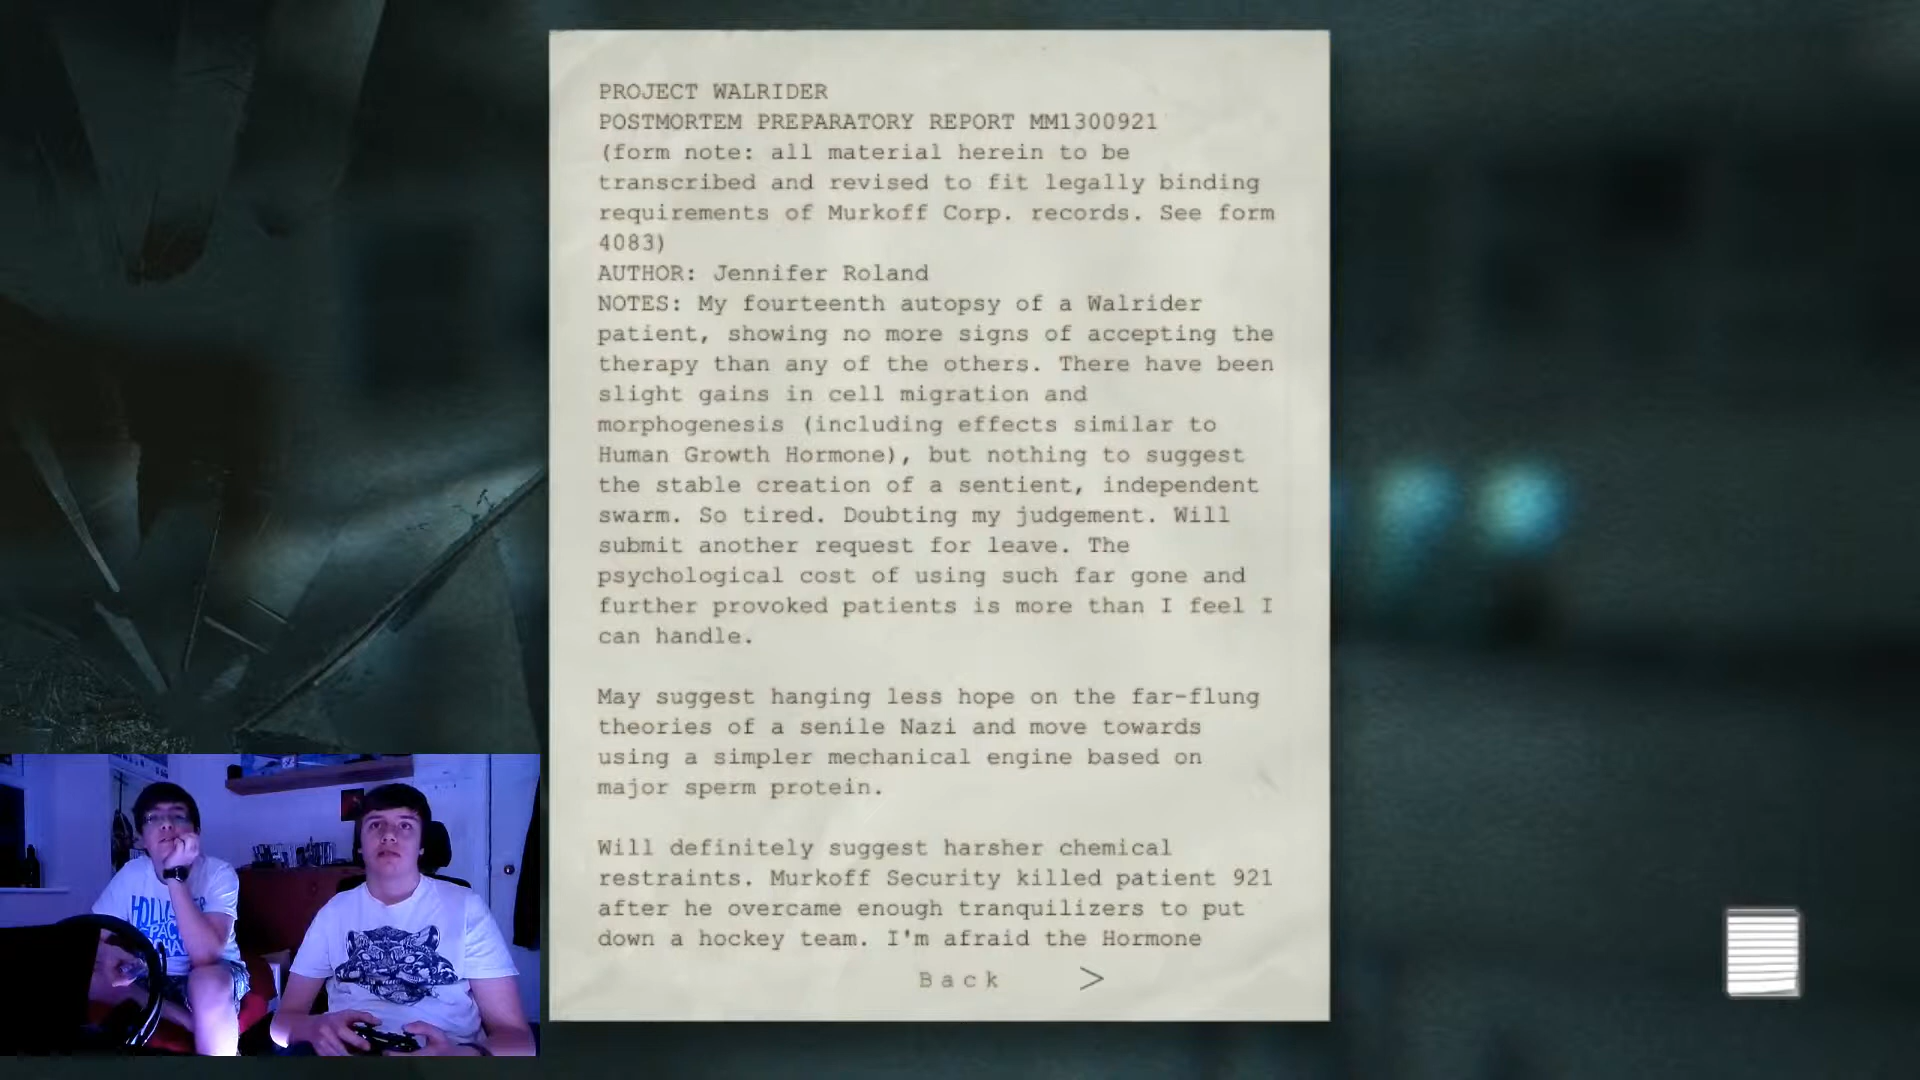 PROJECT WALRIDER
POSTMORTEM PREPARATORY REPORT MM1300921
(form note: all material herein to be
transcribed and revised to fit legally binding
requirements of Murkoff Corp. records. See form
4083)
AUTHOR: Jennifer Roland
NOTES: My fourteenth autopsy of a Walrider
patient, showing no more signs of accepting the
therapy than any of the others. There have been
slight gains in cell migration and
morphogenesis (including effects similar to
Human Growth Hormone), but nothing to suggest
the stable creation of a sentient, independent
swarm. So tired. Doubting my judgement. Will
submit another request for leave. The
psychological cost of using such far gone and
further provoked patients is more than I feel I
can handle.
May suggest hanging less hope on the far-flung
theories of a senile Nazi and move towards
using a simpler mechanical engine based on
major sperm protein.
Will definitely suggest harsher chemical
restraints. Murkoff Security killed patient 921
after he overcame enough tranquilizers to put
down a hockey team. I'm afraid the Hormone
Back >